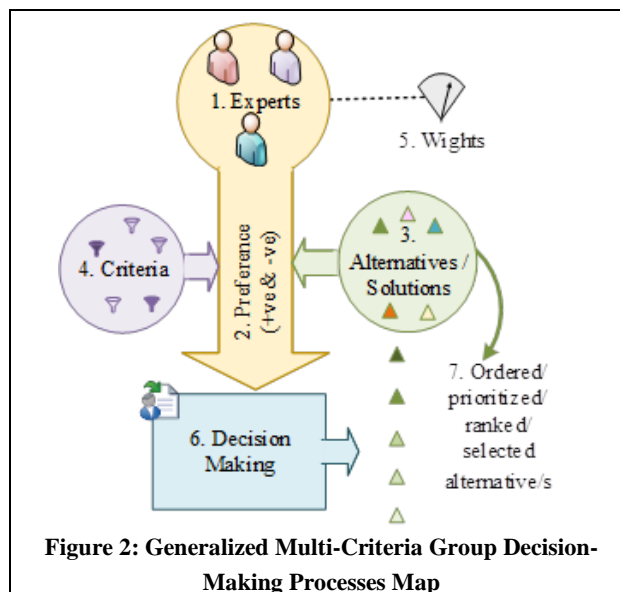 1. Experts
5. Wights
4. Criteria
2. Preference
(+ve & -ve)
3.
Alternatives /
Solutions
6. Decision
Making
7. Ordered/
prioritized/
ranked/
selected
alternative/s
Figure 2: Generalized Multi-Criteria Group Decision-
Making Processes Map